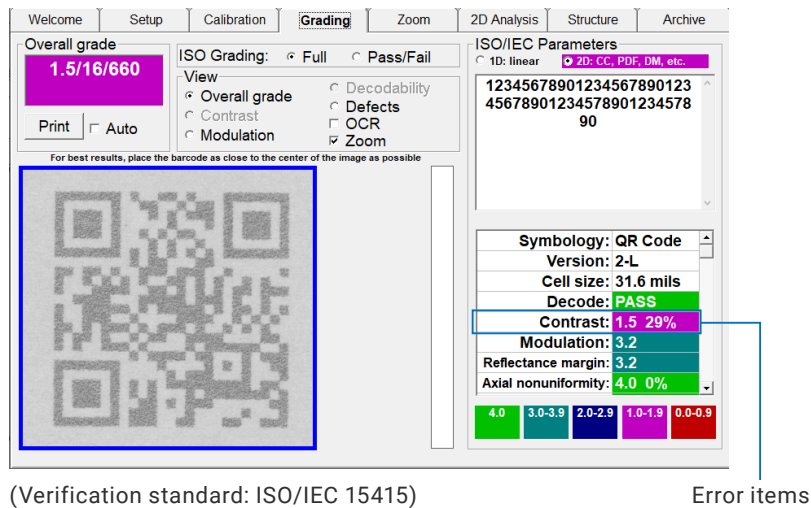 Welcome Setup Calibration Grading Zoom 2D Analysis Structure Archive
Overall grade
1.5/16/660
Print Auto
ISO Grading: Full Pass/Fail
View
Overall grade
Contrast
Modulation
Decodability
Defects
OCR
Zoom
For best results, place the barcode as close to the center of the image as possible
ISO/IEC Parameters
1D: linear 2D: CC, PDF, DM, etc.
12345678901234567890123
45678901234578901234578
90
Symbology: QR Code
Version: 2-L
Cell size: 31.6 mils
Decode: PASS
Contrast: 1.5 29%
Modulation: 3.2
Reflectance margin: 3.2
Axial nonuniformity: 4.0 0%
4.0 3.0-3.9 2.0-2.9 1.0-1.9 0.0-0.9
(Verification standard: ISO/IEC 15415)
Error items